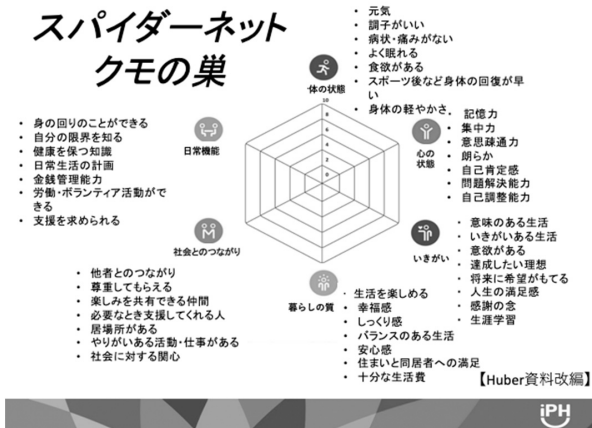 スパイダーネット
クモの巣
・ 元気
・ 調子がいい
・ 病状・痛みがない
・ よく眠れる
・ 食欲がある
・ スポーツ後など身体の回復が早
い
・ 身体の軽やかさ
体の状態
・ 記憶力
・ 集中力
・ 意思疎通力
・ 朗らか
・ 自己肯定感
・ 問題解決能力
・ 自己調整能力
心の
状態
・ 意味のある生活
・ いきがいある生活
・ 意欲がある
・ 達成したい理想
・ 将来に希望がもてる
・ 人生の満足感
・ 感謝の念
・ 生涯学習
いきがい
・ 生活を楽しめる
・ 幸福感
・ しっくり感
・ バランスのある生活
・ 安心感
・ 住まいと同居者への満足
・ 十分な生活費
暮らしの質
・ 他者とのつながり
・ 尊重してもらえる
・ 楽しみを共有できる仲間
・ 必要なとき支援してくれる人
・ 居場所がある
・ やりがいある活動・仕事がある
・ 社会に対する関心
社会とのつながり
・ 身の回りのことができる
・ 自分の限界を知る
・ 健康を保つ知識
・ 日常生活の計画
・ 金銭管理能力
・ 労働・ボランティア活動がで
きる
・ 支援を求められる
日常機能
10
8
6
4
2
0
【Huber資料改編】
iPH